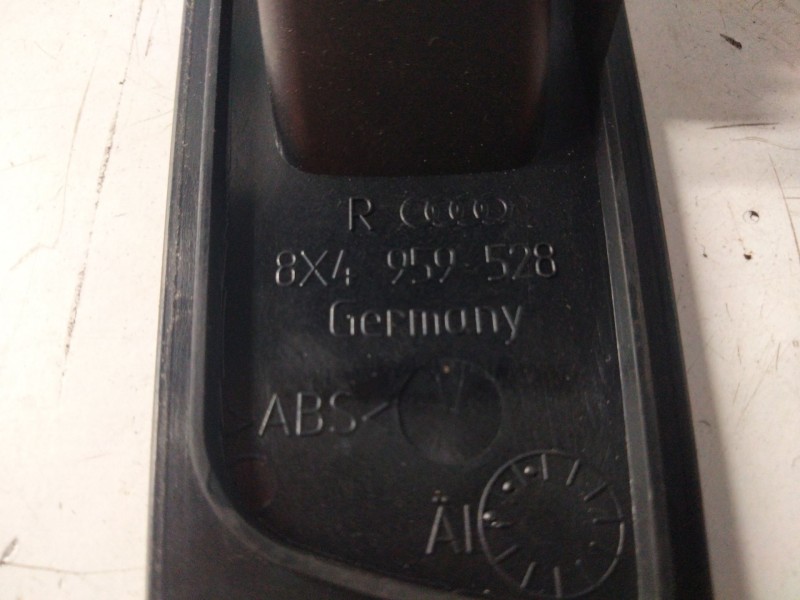 R
8X4 959 528
Germany
>ABS<
ÄI